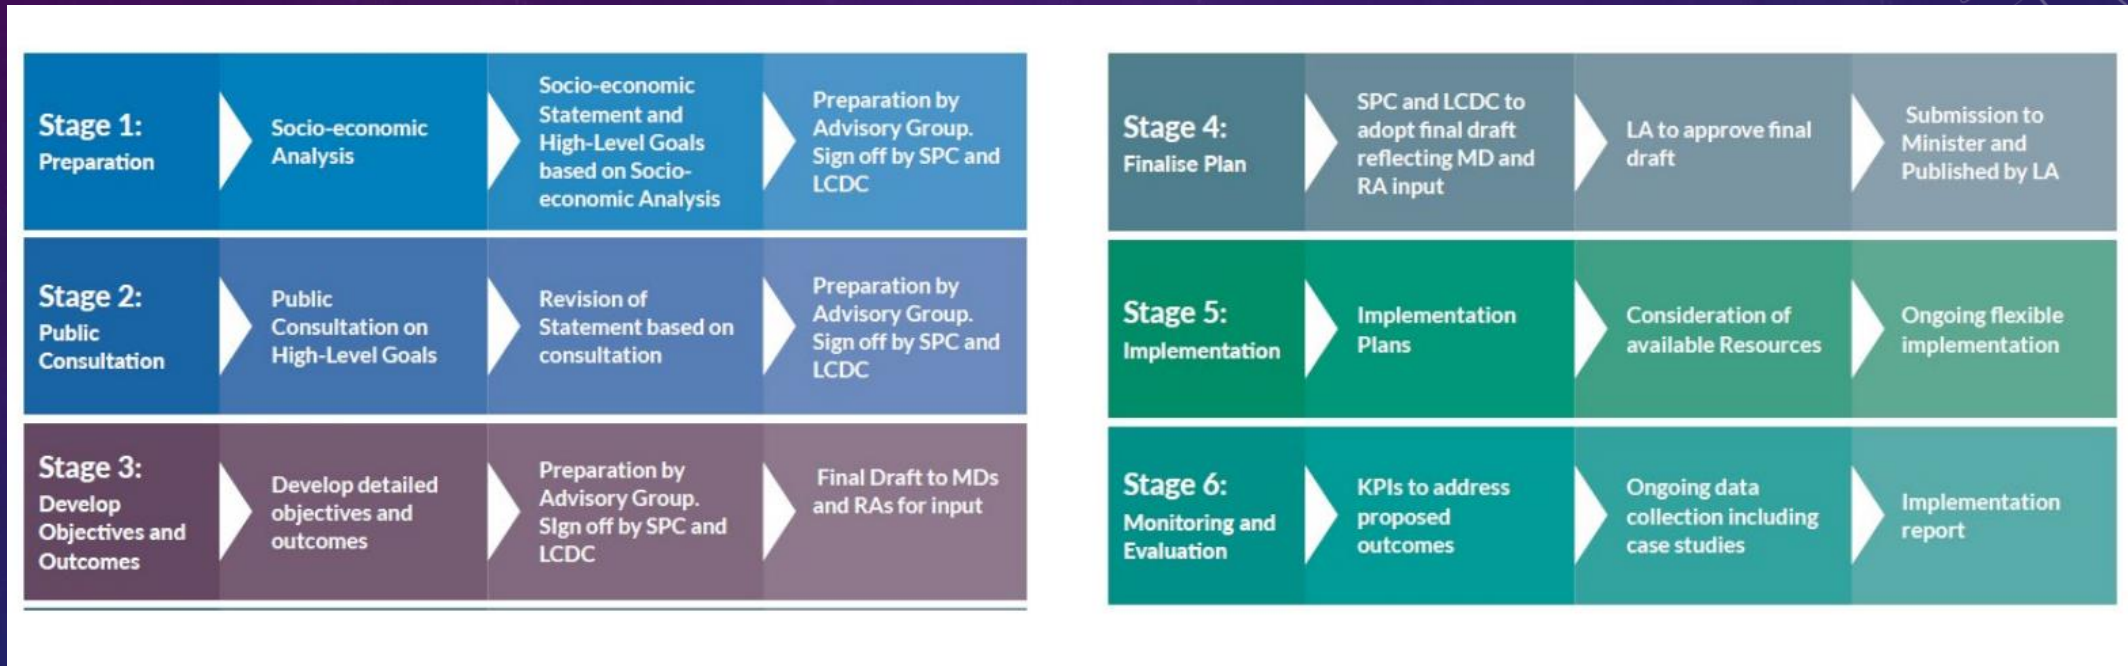 Stage 1:
Preparation
Socio-economic
Analysis
Socio-economic
Statement and
High-Level Goals
based on Socio-
economic Analysis
Preparation by
Advisory Group.
Sign off by SPC and
LCDC
Stage 2:
Public
Consultation
Public
Consultation on
High-Level Goals
Revision of
Statement based on
consultation
Preparation by
Advisory Group.
Sign off by SPC and
LCDC
Stage 3:
Develop
Objectives and
Outcomes
Develop detailed
objectives and
outcomes
Preparation by
Advisory Group.
SIgn off by SPC and
LCDC
Final Draft to MDs
and RAs for input
Stage 4:
Finalise Plan
SPC and LCDC to
adopt final draft
reflecting MD and
RA input
LA to approve final
draft
Submission to
Minister and
Published by LA
Stage 5:
Implementation
Implementation
Plans
Consideration of
available Resources
Ongoing flexible
implementation
Stage 6:
Monitoring and
Evaluation
KPIs to address
proposed
outcomes
Ongoing data
collection including
case studies
Implementation
report